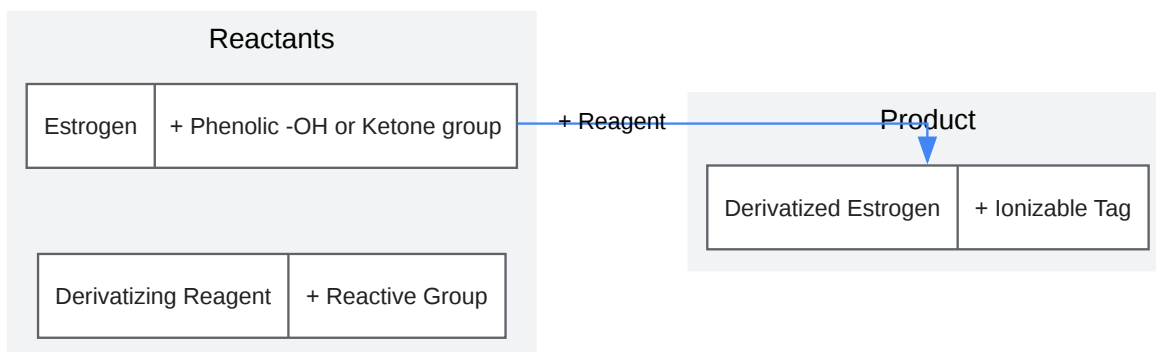 Reactants
Estrogen
+ Phenolic -OH or Ketone group
+ Reagent
Product
Derivatized Estrogen
+ Ionizable Tag
Derivatizing Reagent
+ Reactive Group